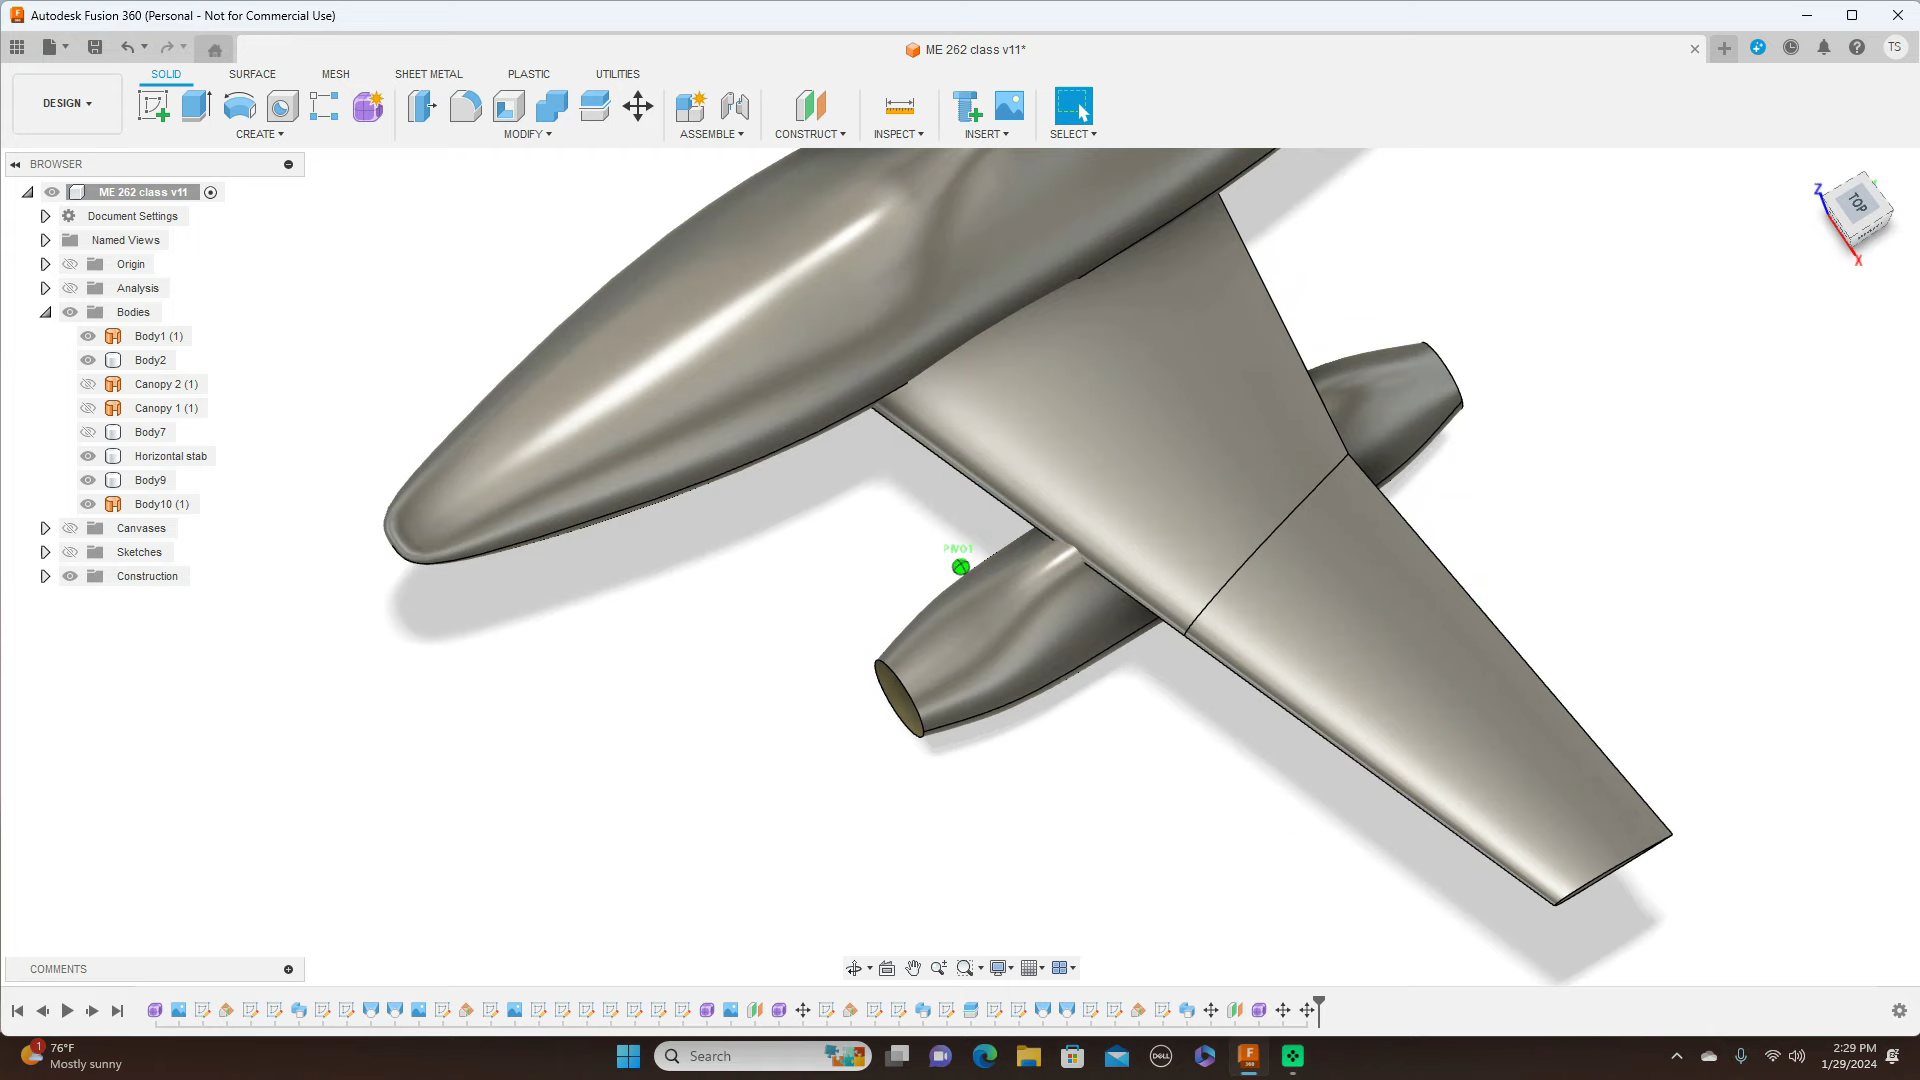 Autodesk Fusion 360 (Personal - Not for Commercial Use)
ME 262 class v11*
TS
DESIGN
SOLID
SURFACE
MESH
SHEET METAL
PLASTIC
UTILITIES
CREATE
MODIFY
ASSEMBLE
CONSTRUCT
INSPECT
INSERT
SELECT
BROWSER
ME 262 class v11
Document Settings
Named Views
Origin
Analysis
Bodies
Body1 (1)
Body2
Canopy 2 (1)
Canopy 1 (1)
Body7
Horizontal stab
Body9
Body10 (1)
Canvases
Sketches
Construction
Z
TOP
X
PIVOT
COMMENTS
1
76°F
Mostly sunny
Search
DELL
F
360
2:29 PM
1/29/2024